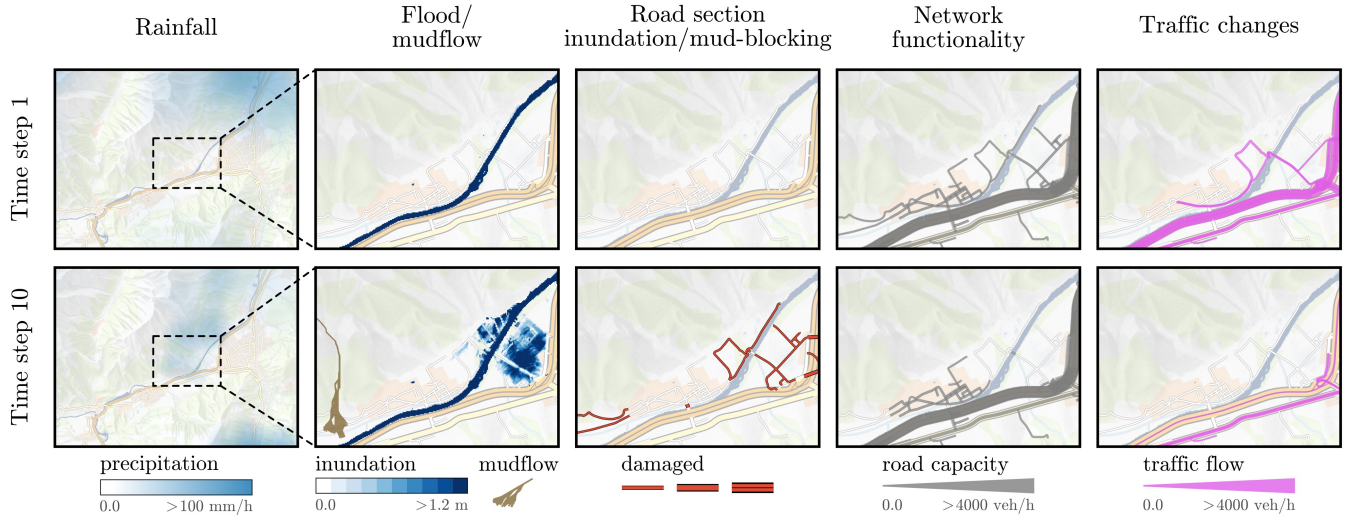 Rainfall
Flood/
mudflow
Road section
inundation/mud-blocking
Network
functionality
Traffic changes
Time step 1
Time step 10
precipitation
0.0 >100 mm/h
inundation
0.0 >1.2 m
mudflow
damaged
road capacity
0.0 >4000 veh/h
traffic flow
0.0 >4000 veh/h